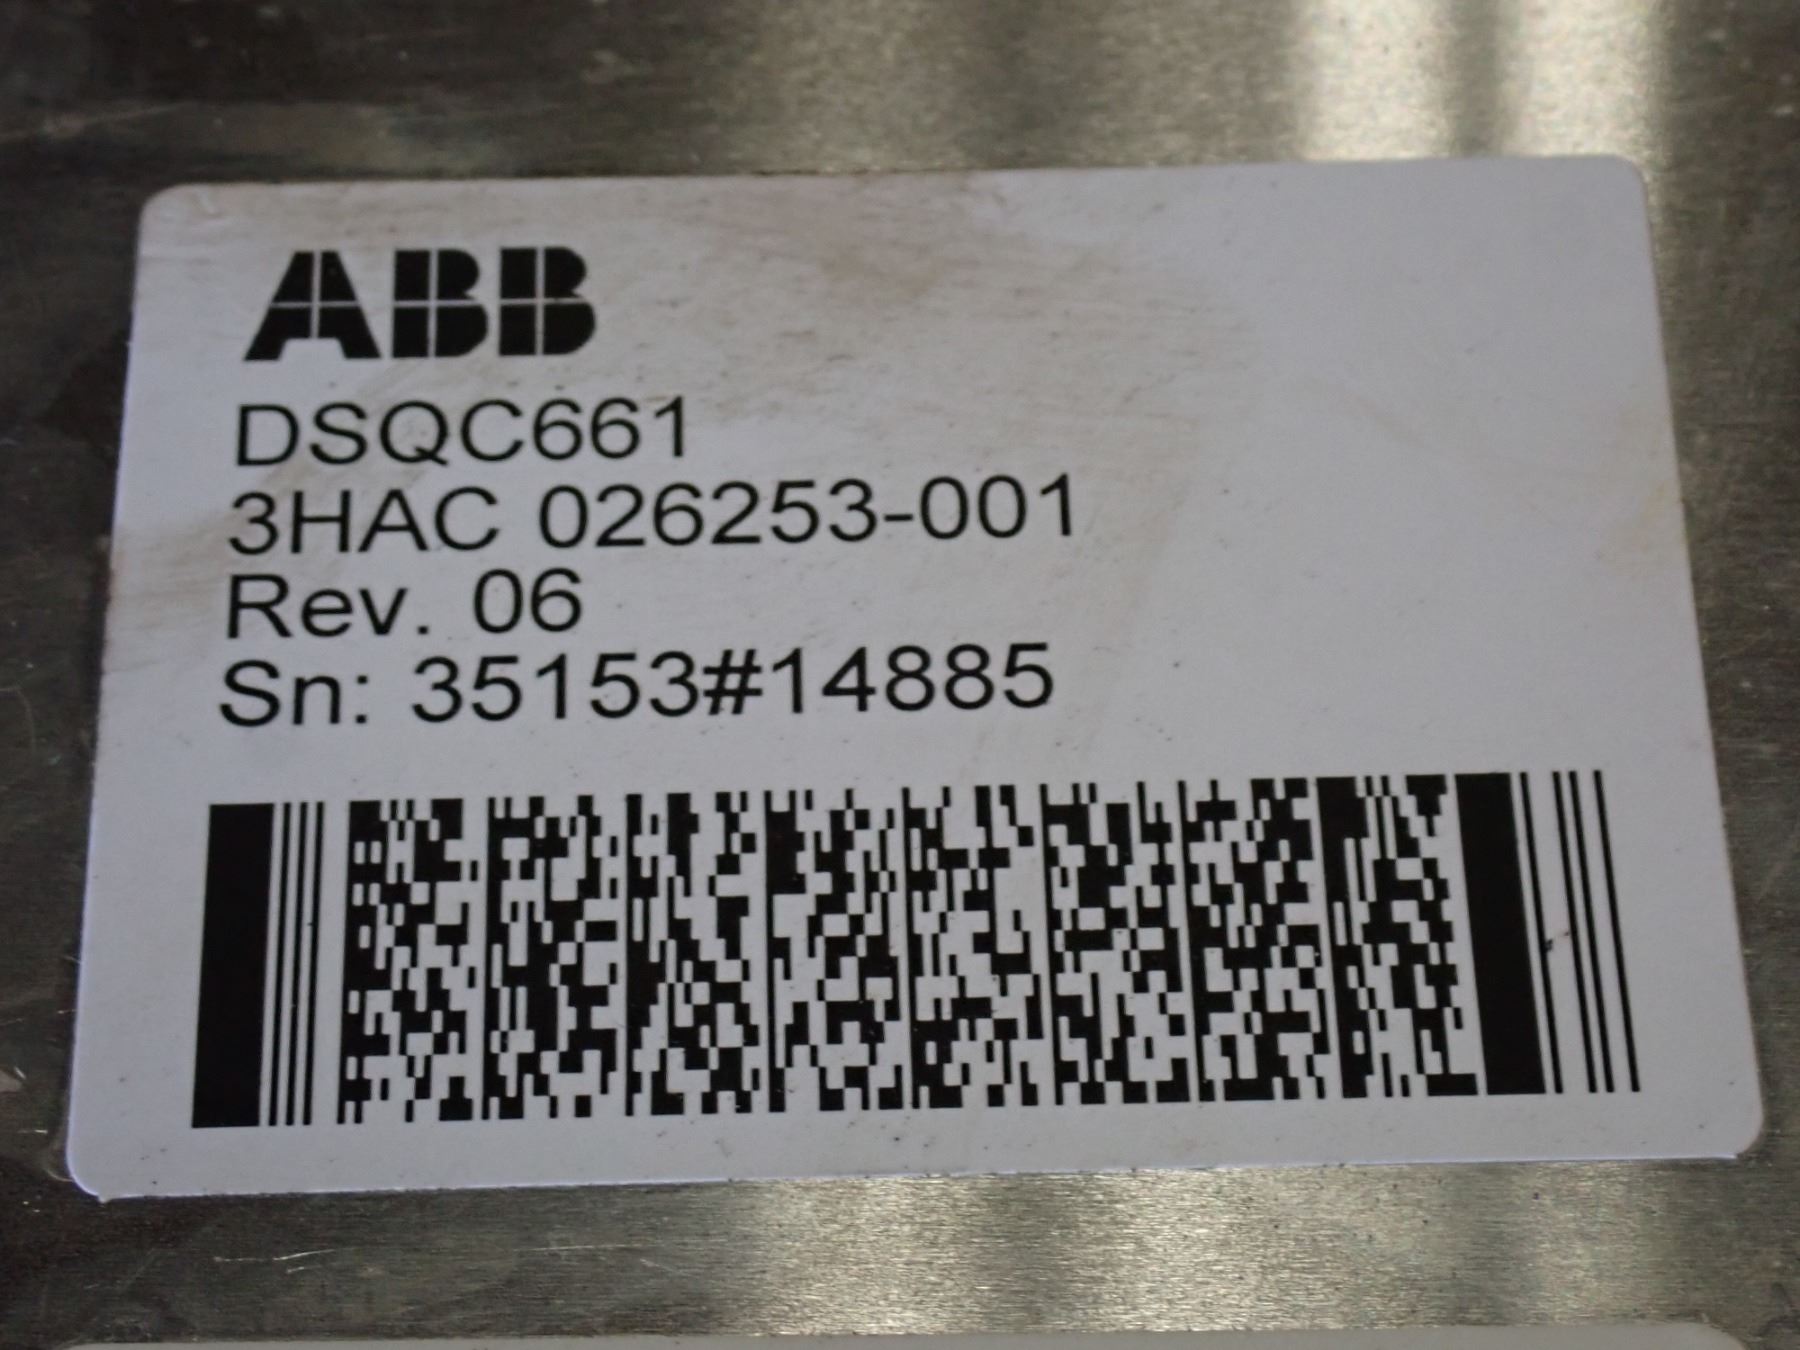 ABB
DSQC661
3HAC 026253-001
Rev. 06
Sn: 35153#14885